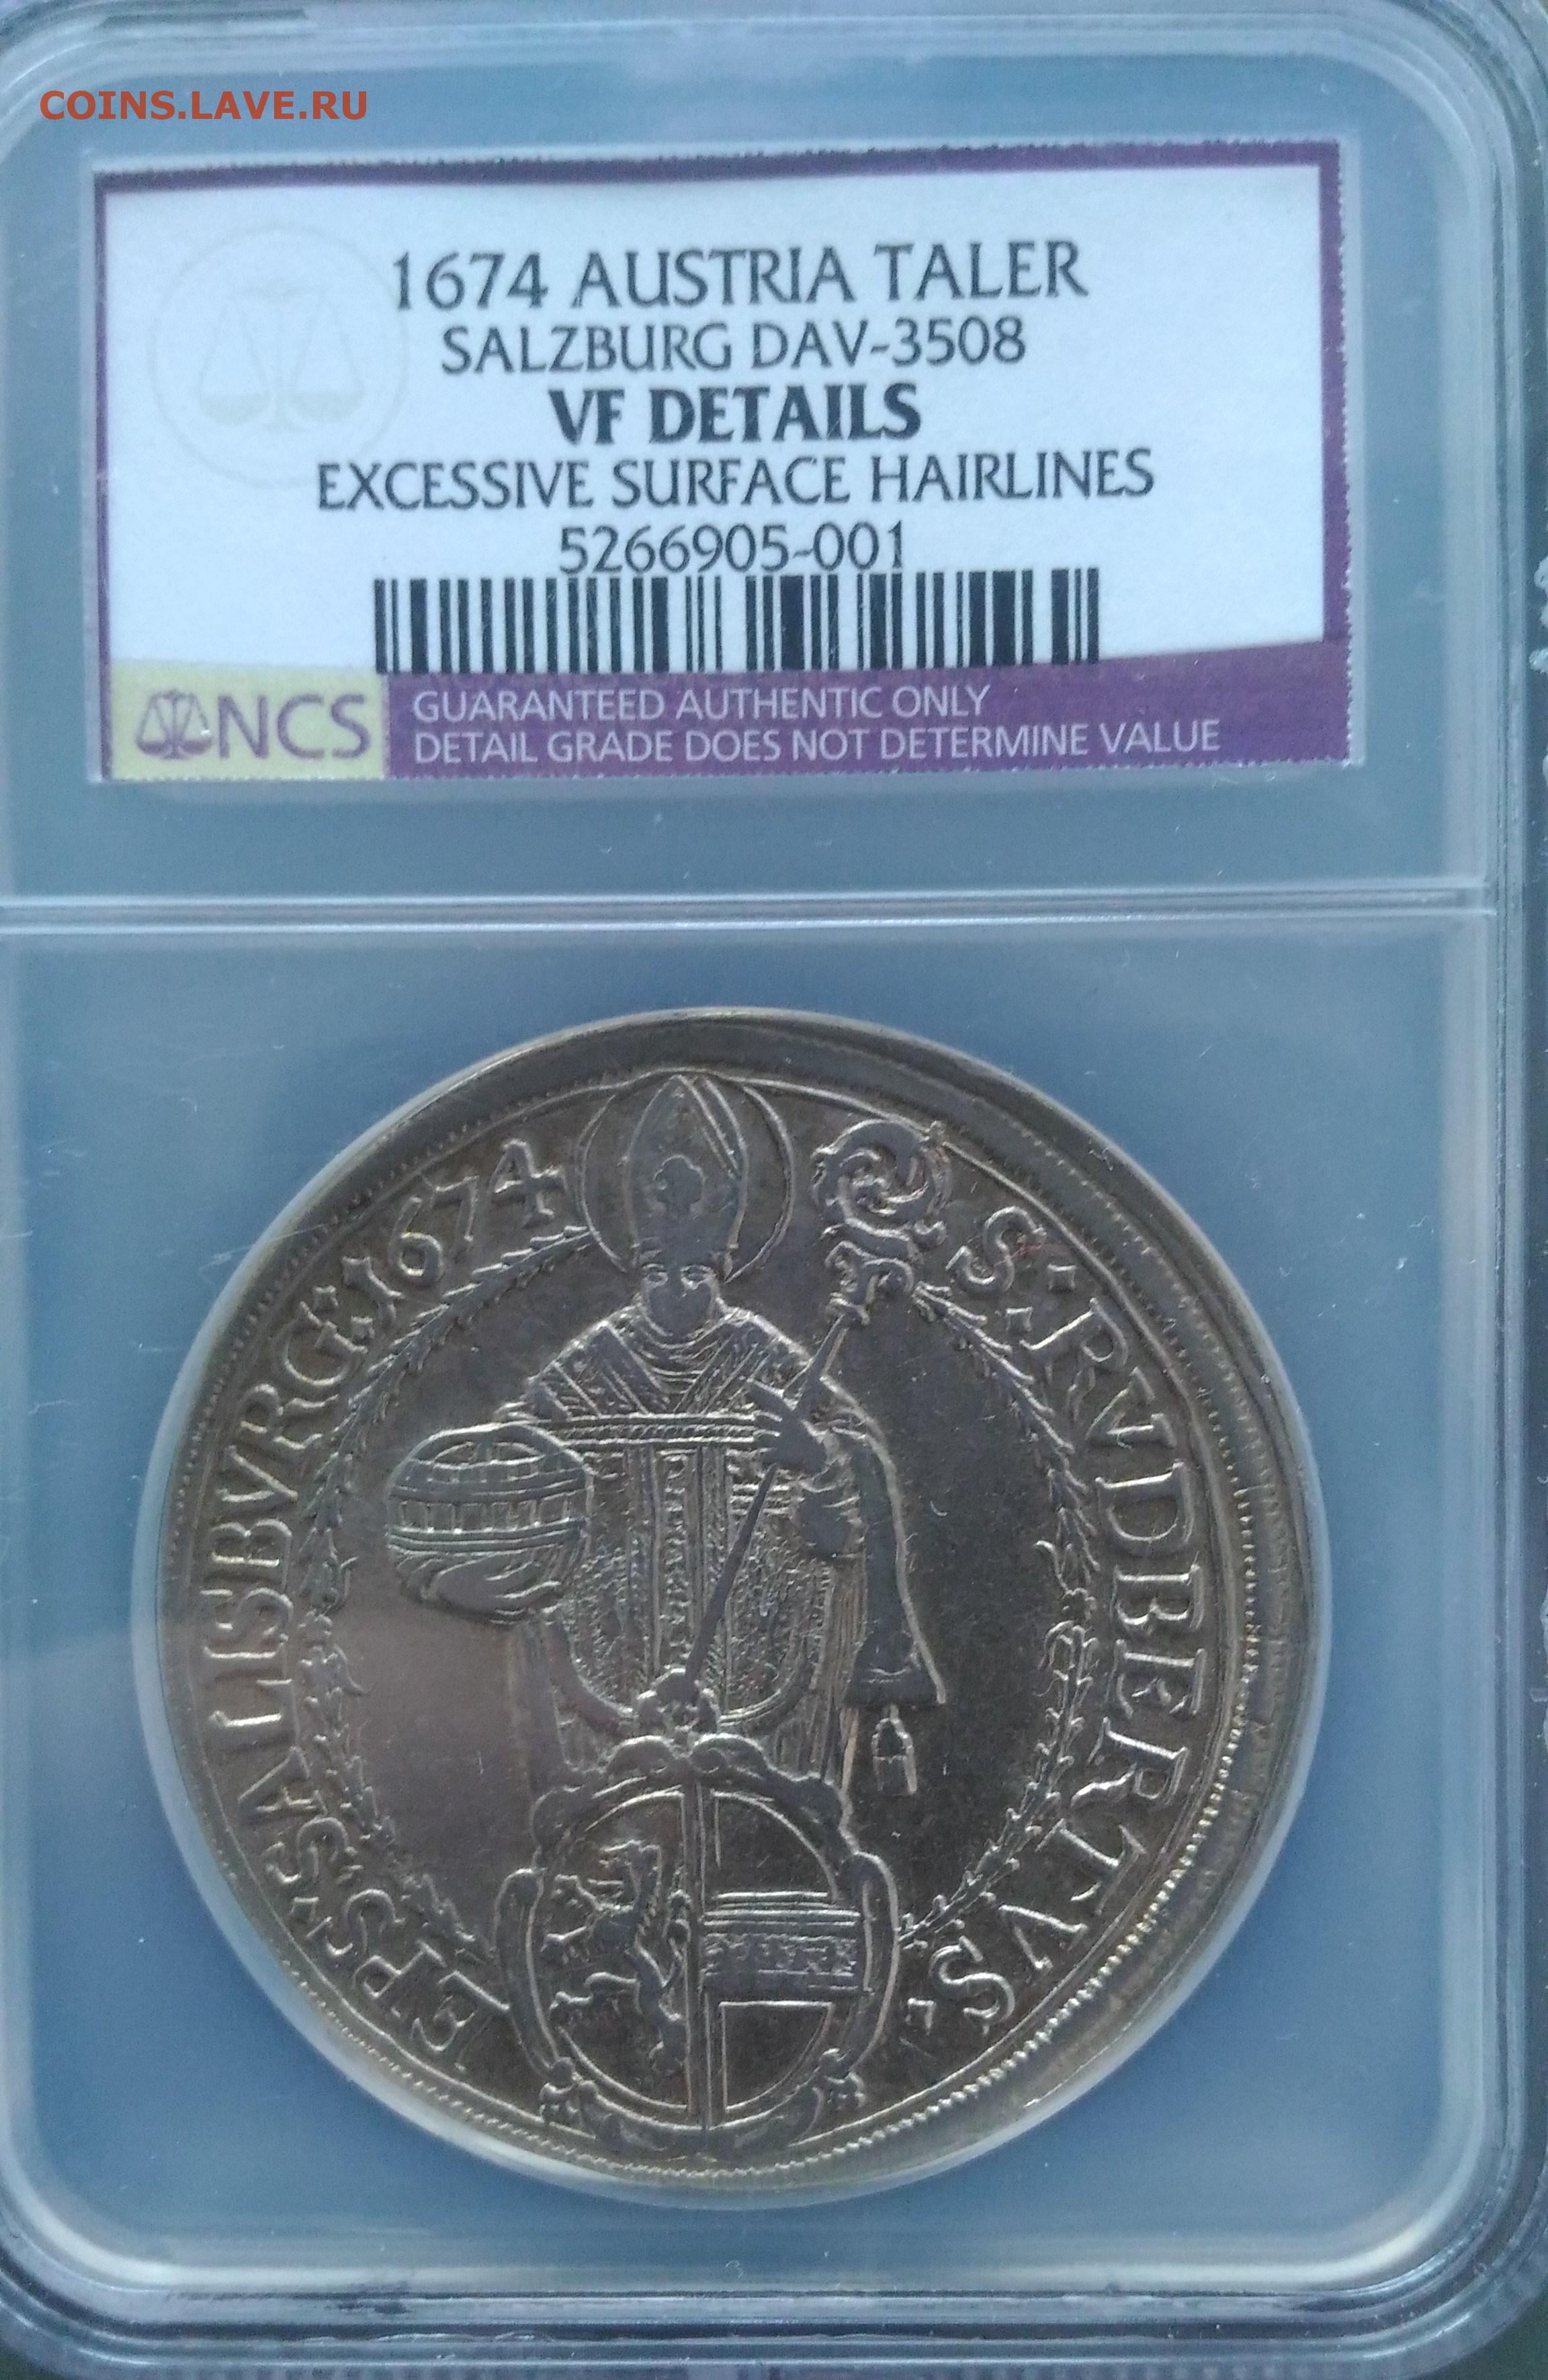 COINS.LAVE.RU
1674 AUSTRIA TALER
SALZBURG DAV-3508
VF DETAILS
EXCESSIVE SURFACE HAIRLINES
5266905-001
NCS
GUARANTEED AUTHENTIC ONLY
DETAIL GRADE DOES NOT DETERMINE VALUE
S · RVDBERTVS · EPS · SALISBVRG: 1674